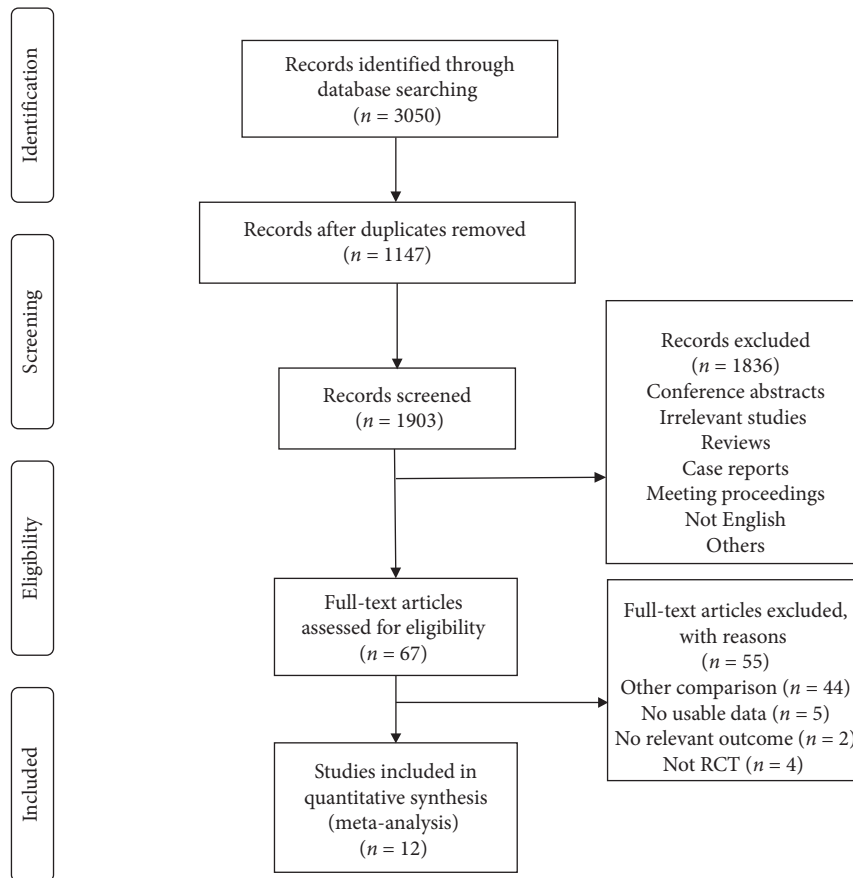 Identification
Records identified through
database searching
(n = 3050)
Records after duplicates removed
(n = 1147)
Screening
Records screened
(n = 1903)
Records excluded
(n = 1836)
Conference abstracts
Irrelevant studies
Reviews
Case reports
Meeting proceedings
Not English
Others
Eligibility
Full-text articles
assessed for eligibility
(n = 67)
Full-text articles excluded,
with reasons
(n = 55)
Other comparison (n = 44)
No usable data (n = 5)
No relevant outcome (n = 2)
Not RCT (n = 4)
Included
Studies included in
quantitative synthesis
(meta-analysis)
(n = 12)